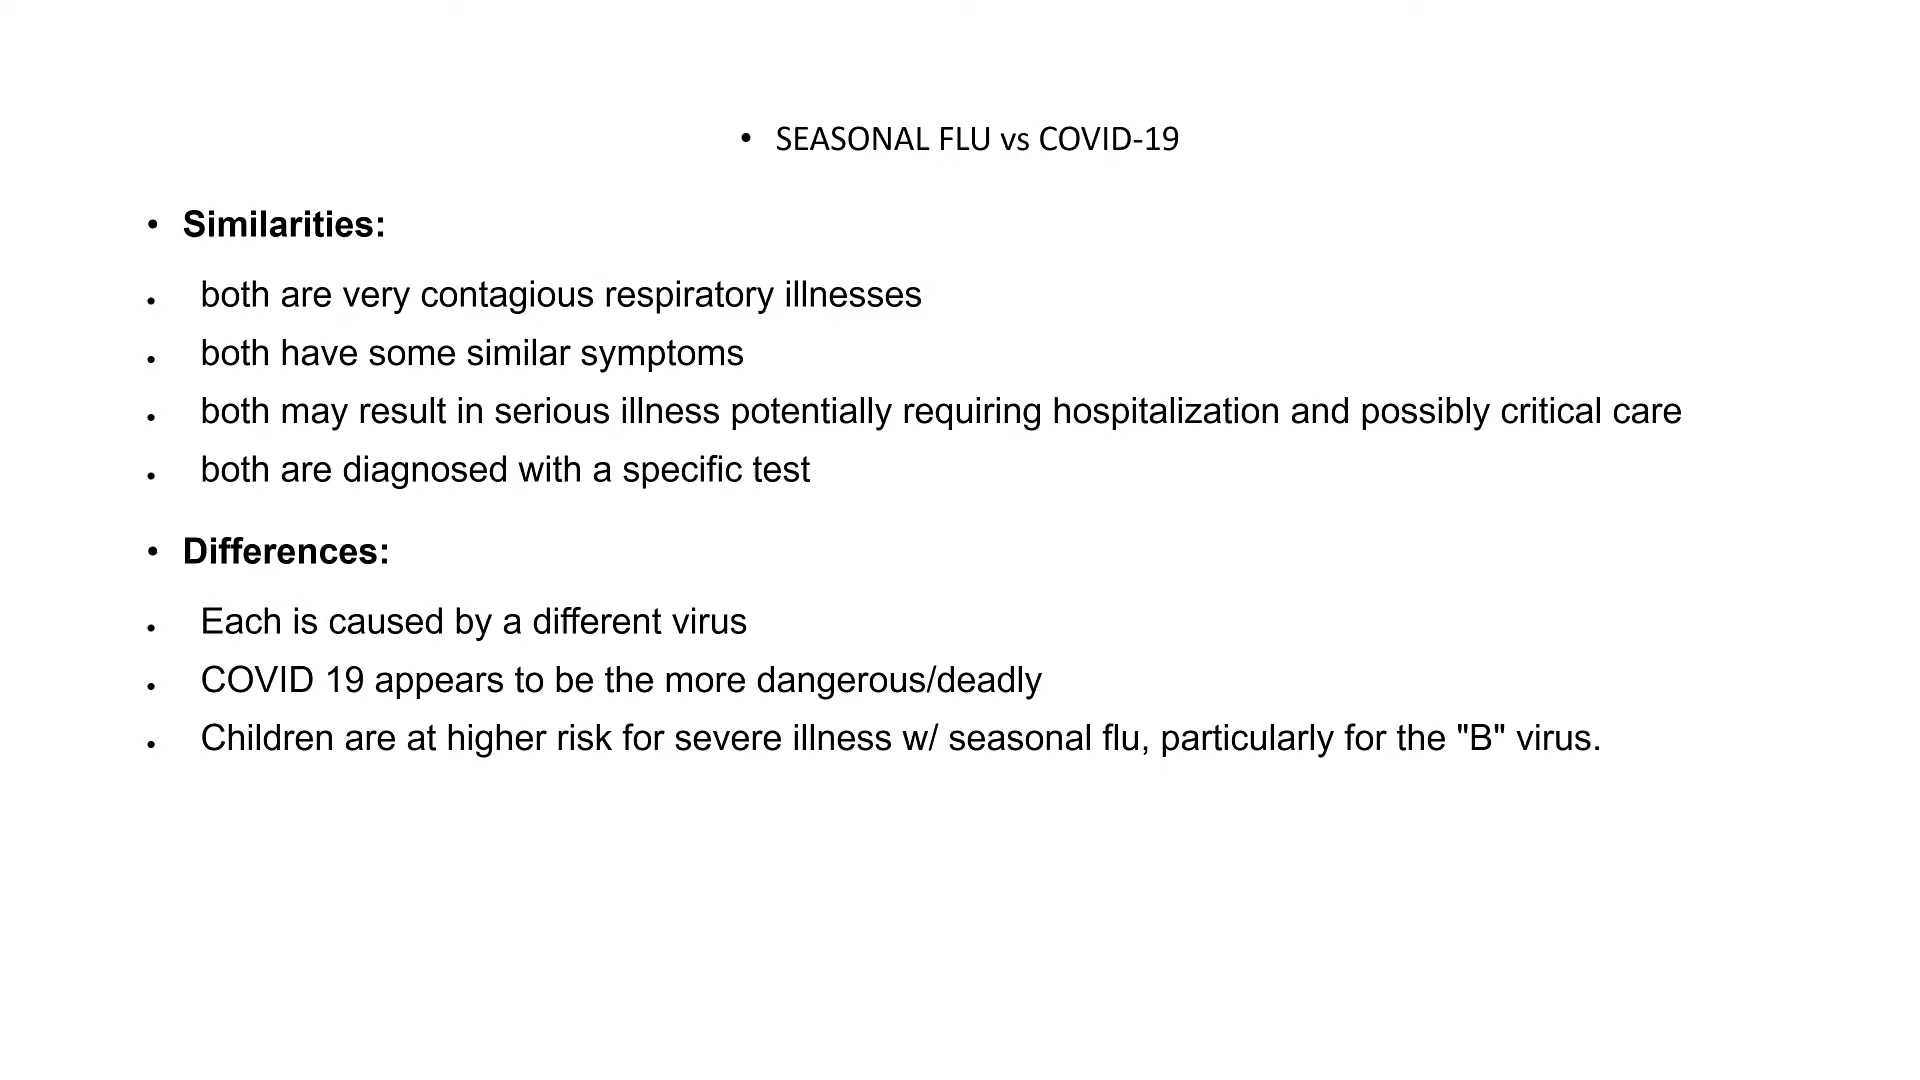 • SEASONAL FLU vs COVID-19
• Similarities:
• both are very contagious respiratory illnesses
• both have some similar symptoms
• both may result in serious illness potentially requiring hospitalization and possibly critical care
• both are diagnosed with a specific test
• Differences:
• Each is caused by a different virus
• COVID 19 appears to be the more dangerous/deadly
• Children are at higher risk for severe illness w/ seasonal flu, particularly for the "B" virus.